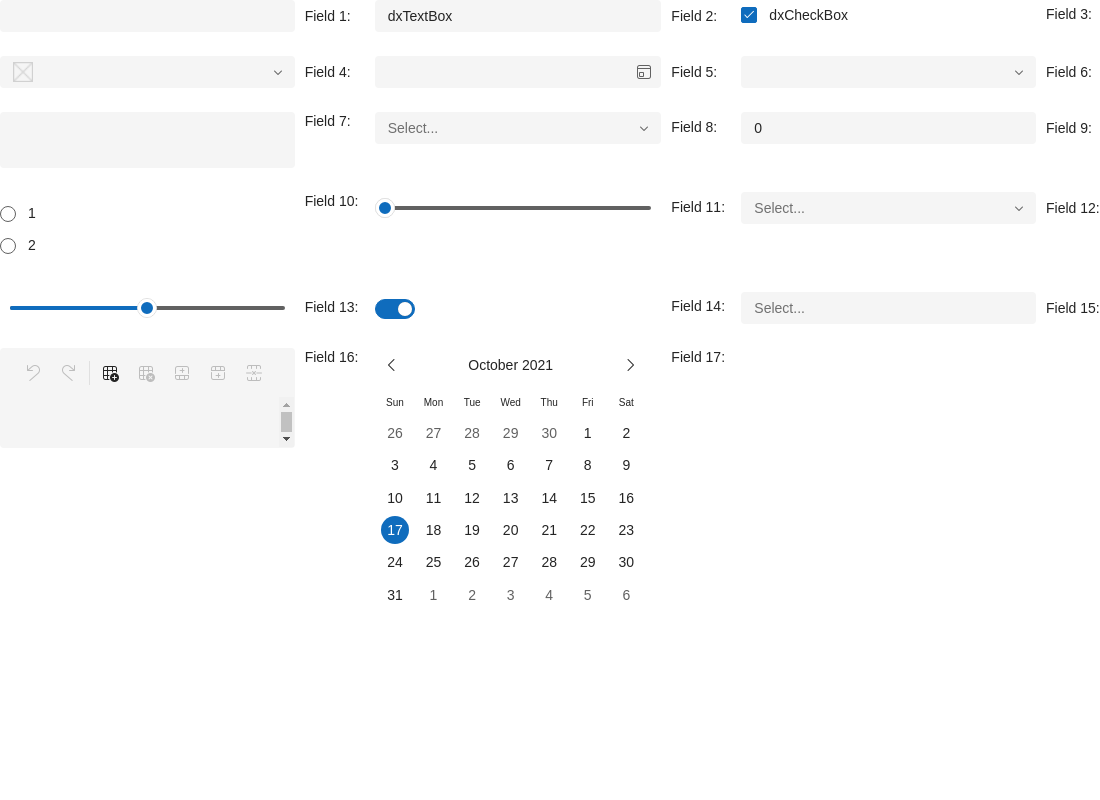 Field 1: dxTextBox Field 2: dxCheckBox Field 3:
Field 4: Field 5: Field 6:
Field 7: Select... Field 8: 0 Field 9:
1
2
Field 10: Field 11: Select... Field 12:
Field 13: Field 14: Select... Field 15:
Field 16: October 2021 Field 17:
Sun Mon Tue Wed Thu Fri Sat
26 27 28 29 30 1 2
3 4 5 6 7 8 9
10 11 12 13 14 15 16
17 18 19 20 21 22 23
24 25 26 27 28 29 30
31 1 2 3 4 5 6